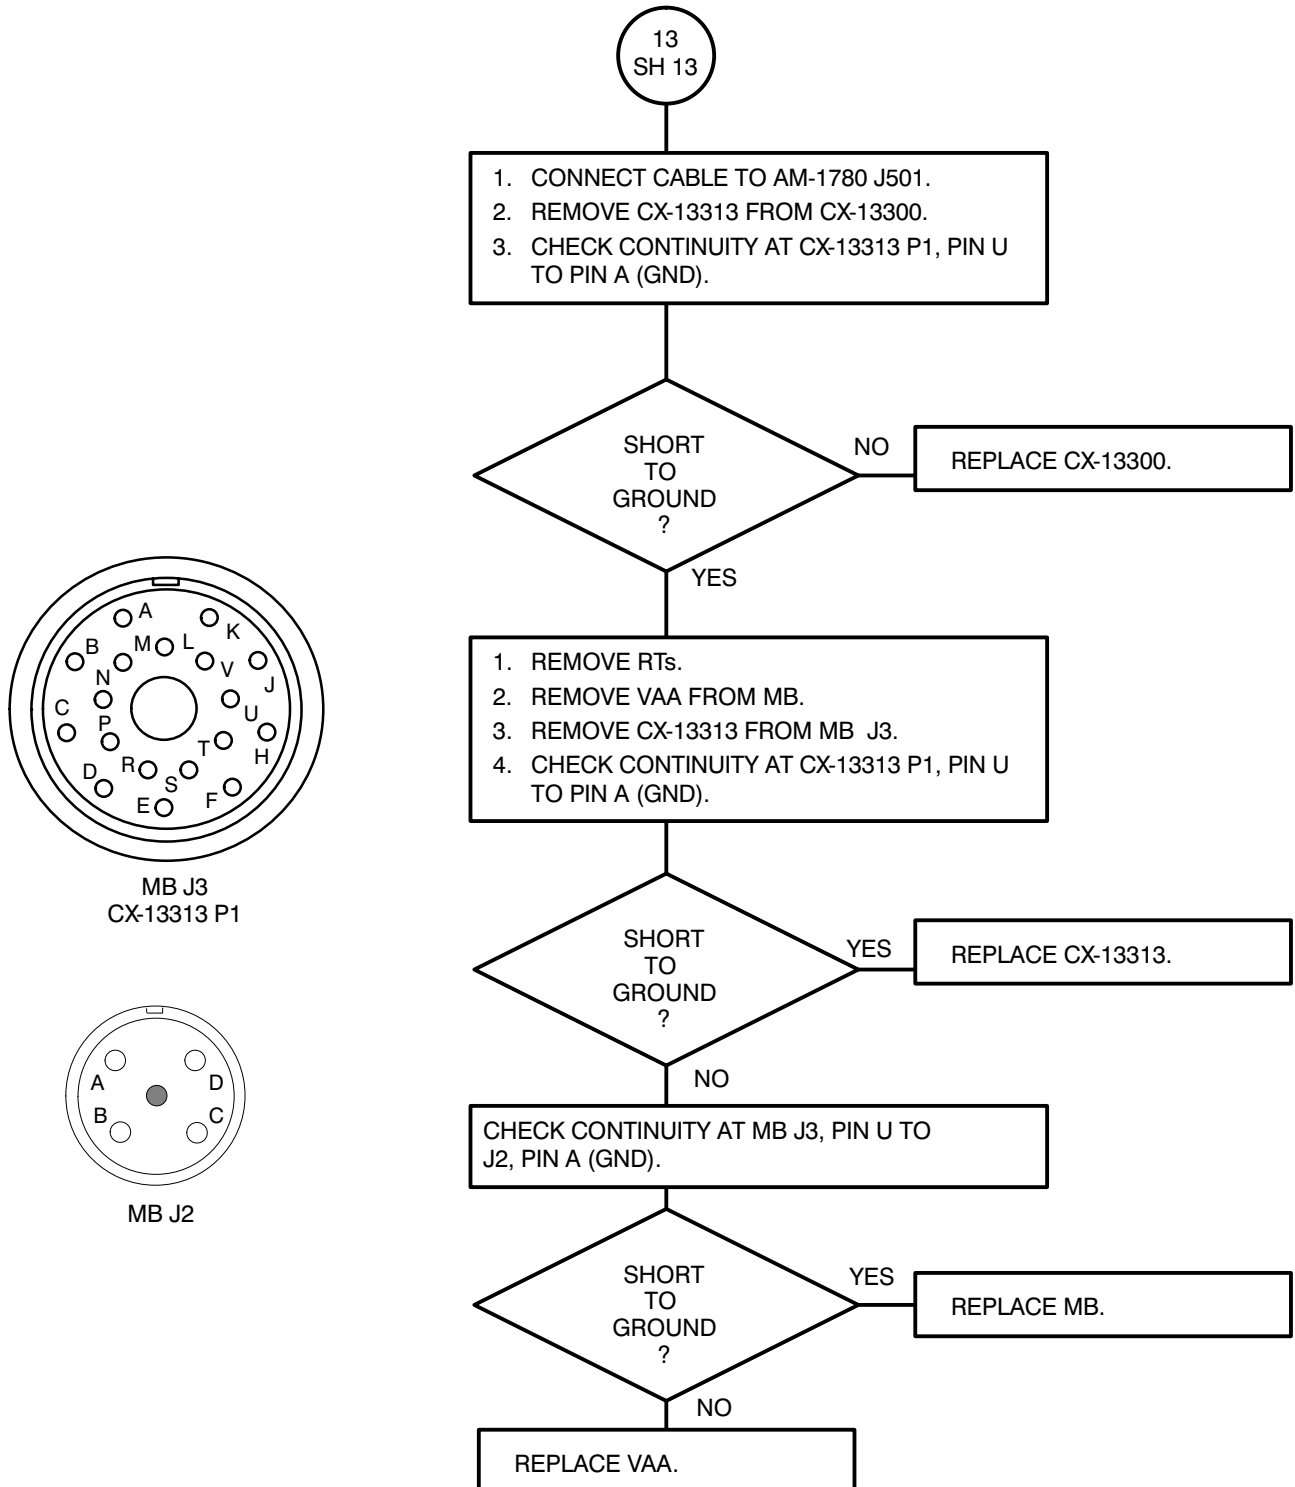 13
SH 13
1. CONNECT CABLE TO AM-1780 J501.
2. REMOVE CX-13313 FROM CX-13300.
3. CHECK CONTINUITY AT CX-13313 P1, PIN U
TO PIN A (GND).
SHORT
TO
GROUND
?
NO
REPLACE CX-13300.
YES
1. REMOVE RTs.
2. REMOVE VAA FROM MB.
3. REMOVE CX-13313 FROM MB J3.
4. CHECK CONTINUITY AT CX-13313 P1, PIN U
TO PIN A (GND).
A
K
B
M
L
J
N
V
C
P
U
H
D
R
S
T
E
F
MB J3
CX-13313 P1
SHORT
TO
GROUND
?
YES
REPLACE CX-13313.
NO
A
D
B
C
MB J2
CHECK CONTINUITY AT MB J3, PIN U TO
J2, PIN A (GND).
SHORT
TO
GROUND
?
YES
REPLACE MB.
NO
REPLACE VAA.